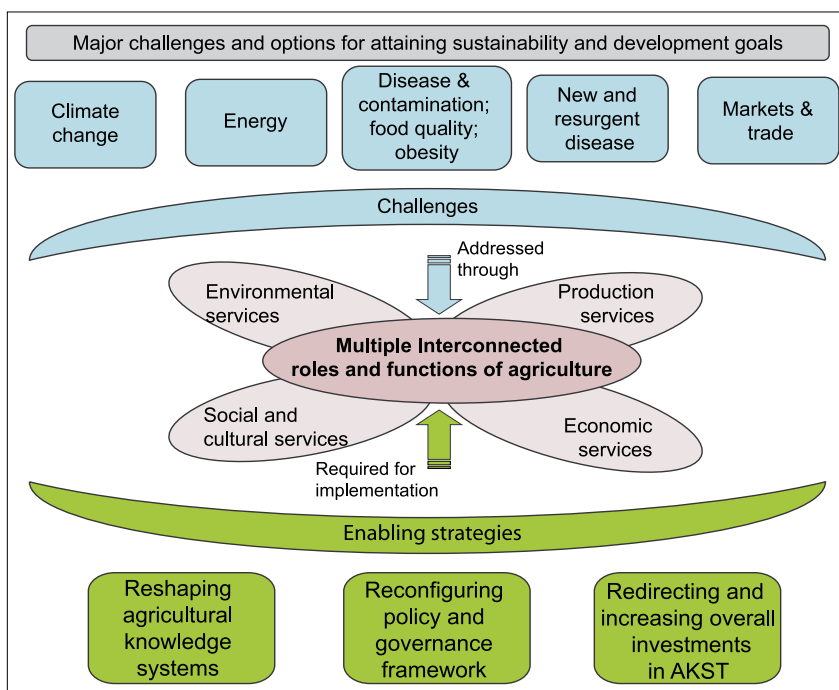 Major challenges and options for attaining sustainability and development goals
Climate
change
Energy
Disease &
contamination;
food quality;
obesity
New and
resurgent
disease
Markets &
trade
Challenges
Addressed
through
Environmental
services
Production
services
Multiple Interconnected
roles and functions of agriculture
Social and
cultural services
Economic
services
Required for
implementation
Enabling strategies
Reshaping
agricultural
knowledge
systems
Reconfiguring
policy and
governance
framework
Redirecting and
increasing overall
investments
in AKST